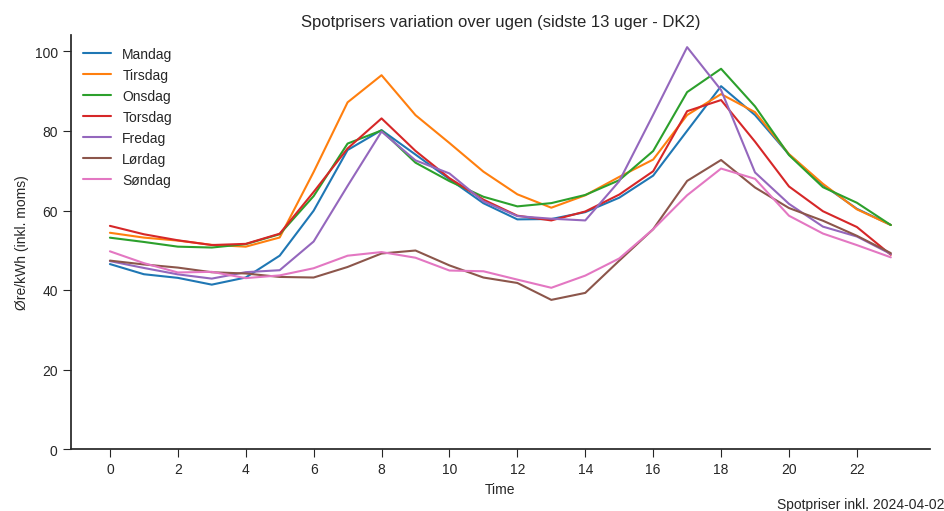 Spotprisers variation over ugen (sidste 13 uger - DK2)
Mandag
Tirsdag
Onsdag
Torsdag
Fredag
Lørdag
Søndag
Øre/kWh (inkl. moms)
100
80
60
40
20
0
0 2 4 6 8 10 12 14 16 18 20 22
Time
Spotpriser inkl. 2024-04-02